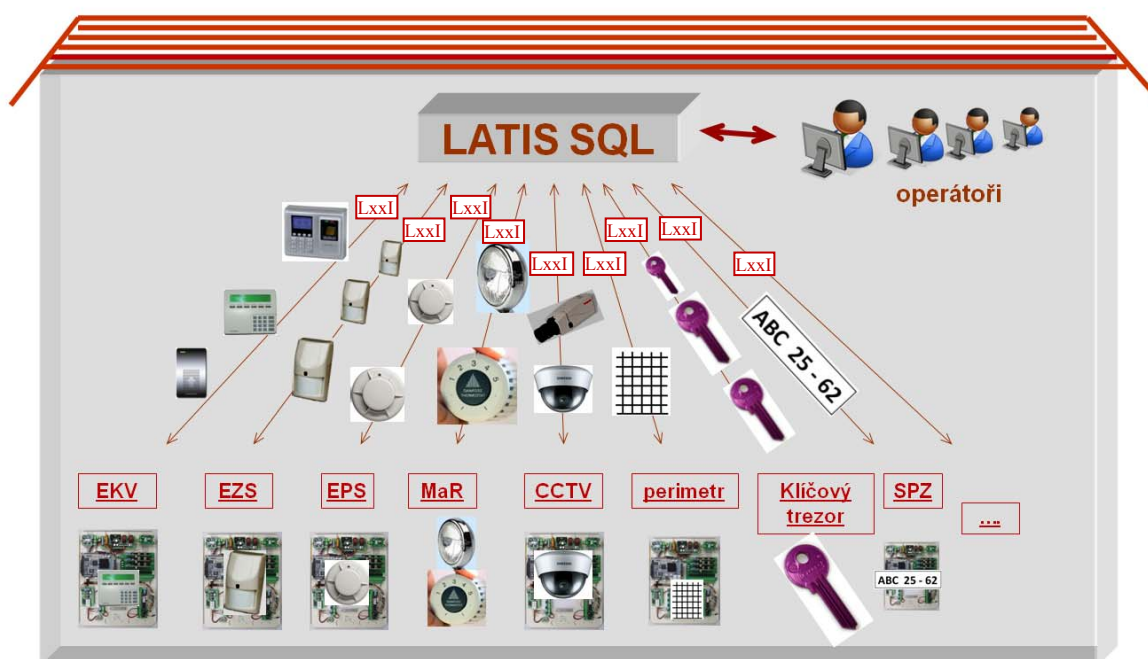 LATIS SQL
operátoři
LxxI
LxxI
LxxI
LxxI
LxxI
LxxI
LxxI
LxxI
LxxI
ABC 25 - 62
EKV
EZS
EPS
MaR
CCTV
perimetr
Klíčový
trezor
SPZ
....
ABC 25 - 62